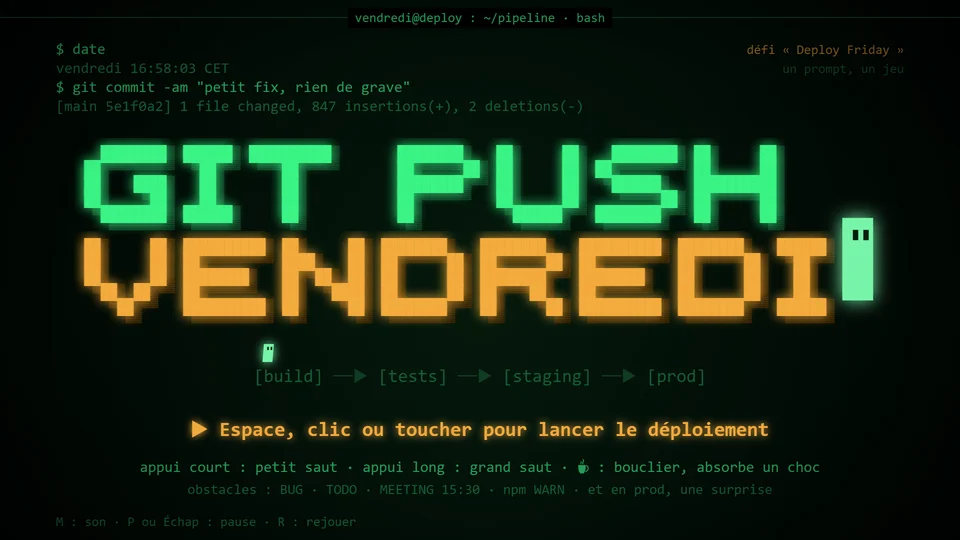 vendredi@deploy : ~/pipeline · bash
$ date
vendredi 16:58:03 CET
$ git commit -am "petit fix, rien de grave"
[main 5e1f0a2] 1 file changed, 847 insertions(+), 2 deletions(-)
défi « Deploy Friday »
un prompt, un jeu
GIT PUSH
VENDREDI
[build] ──▶ [tests] ──▶ [staging] ──▶ [prod]
▶ Espace, clic ou toucher pour lancer le déploiement
appui court : petit saut · appui long : grand saut · ☕ : bouclier, absorbe un choc
obstacles : BUG · TODO · MEETING 15:30 · npm WARN · et en prod, une surprise
M : son · P ou Échap : pause · R : rejouer